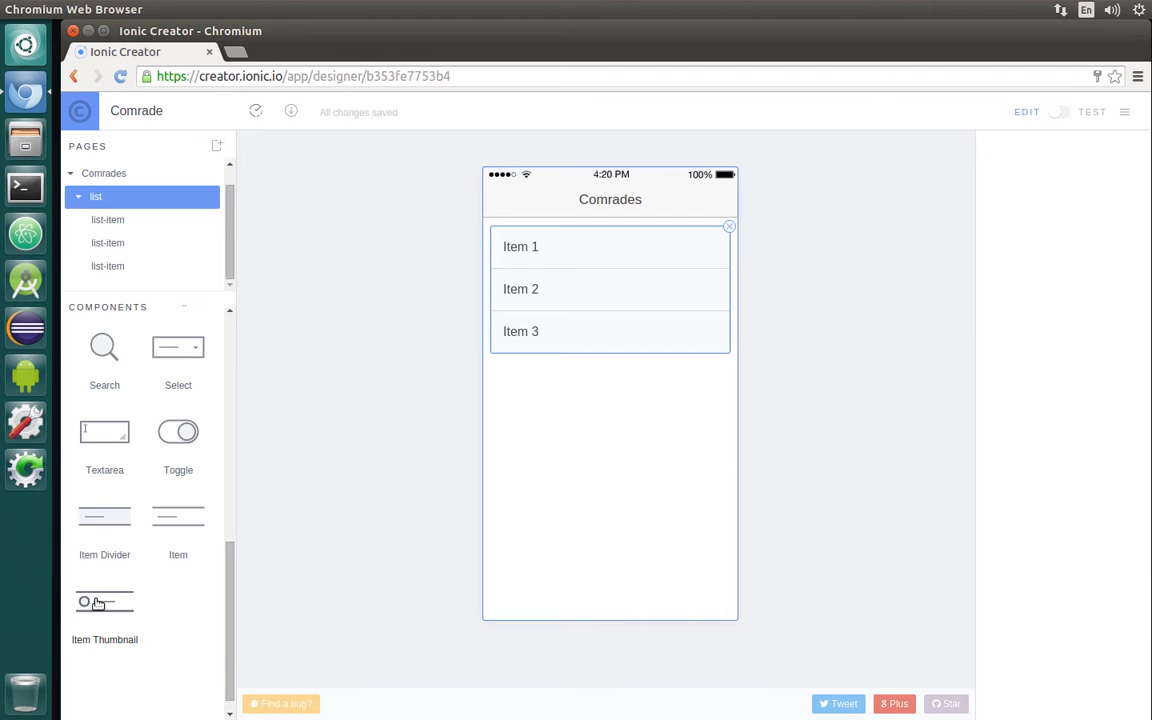 Chromium Web Browser
En
Ionic Creator - Chromium
Ionic Creator
https://creator.ionic.io/app/designer/b353fe7753b4
Comrade
All changes saved
EDIT
TEST
PAGES
Comrades
list
list-item
list-item
list-item
COMPONENTS
Search
Select
Textarea
Toggle
Item Divider
Item
Item Thumbnail
4:20 PM
100%
Comrades
Item 1
Item 2
Item 3
Find a bug?
Tweet
8 Plus
Star